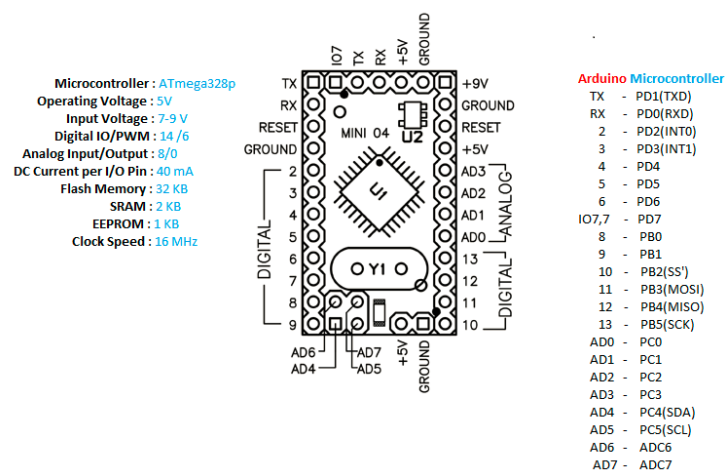 Microcontroller : ATmega328p
Operating Voltage : 5V
Input Voltage : 7-9 V
Digital IO/PWM : 14 /6
Analog Input/Output : 8/0
DC Current per I/O Pin : 40 mA
Flash Memory : 32 KB
SRAM : 2 KB
EEPROM : 1 KB
Clock Speed : 16 MHz
IO7
TX
RX
+5V
GROUND
TX
RX
RESET
GROUND
2
3
4
5
6
7
8
9
DIGITAL
+9V
GROUND
RESET
+5V
AD3
AD2
AD1
AD0
ANALOG
13
12
11
10
DIGITAL
U2
MINI 04
U1
Y1
AD6
AD4
AD7
AD5
+5V
GROUND
Arduino Microcontroller
TX - PD1(TXD)
RX - PD0(RXD)
2 - PD2(INT0)
3 - PD3(INT1)
4 - PD4
5 - PD5
6 - PD6
IO7,7 - PD7
8 - PB0
9 - PB1
10 - PB2(SS')
11 - PB3(MOSI)
12 - PB4(MISO)
13 - PB5(SCK)
AD0 - PC0
AD1 - PC1
AD2 - PC2
AD3 - PC3
AD4 - PC4(SDA)
AD5 - PC5(SCL)
AD6 - ADC6
AD7 - ADC7